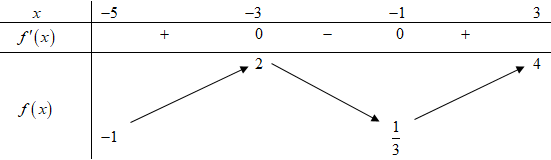 x −5 −3 −1 3
f′(x) + 0 − 0 + 
2 4
f(x)
−1 1/3